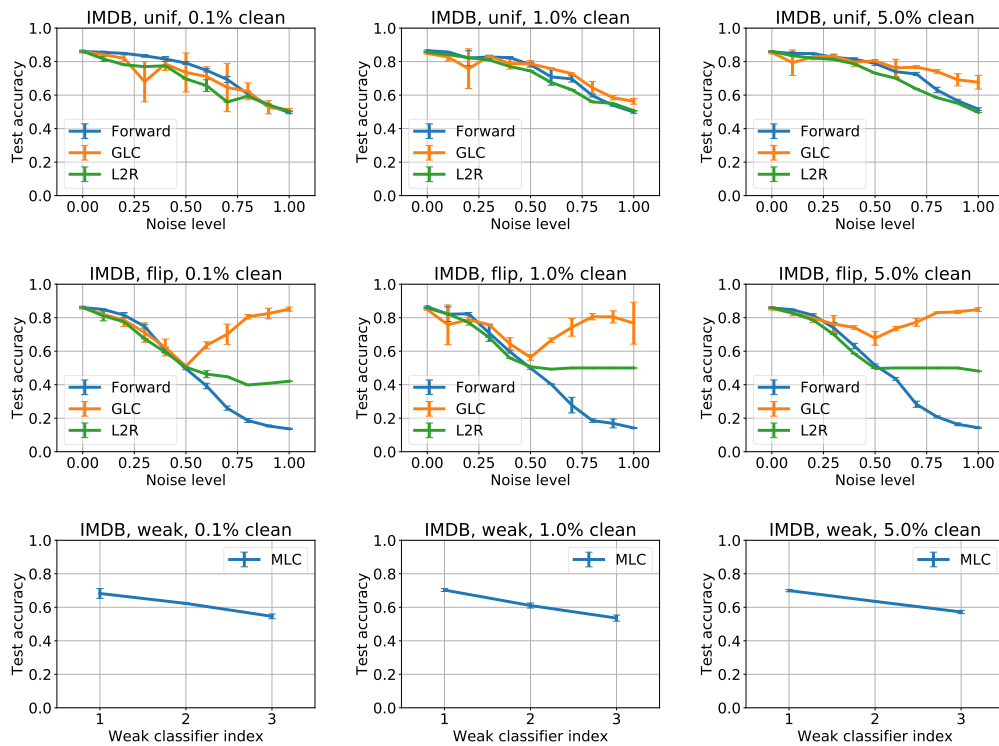 IMDB, unif, 0.1% clean
1.0
0.8
0.6
0.4
0.2
0.0
Test accuracy
Forward
GLC
L2R
0.00 0.25 0.50 0.75 1.00
Noise level
IMDB, unif, 1.0% clean
1.0
0.8
0.6
0.4
0.2
0.0
Test accuracy
Forward
GLC
L2R
0.00 0.25 0.50 0.75 1.00
Noise level
IMDB, unif, 5.0% clean
1.0
0.8
0.6
0.4
0.2
0.0
Test accuracy
Forward
GLC
L2R
0.00 0.25 0.50 0.75 1.00
Noise level
IMDB, flip, 0.1% clean
1.0
0.8
0.6
0.4
0.2
0.0
Test accuracy
Forward
GLC
L2R
0.00 0.25 0.50 0.75 1.00
Noise level
IMDB, flip, 1.0% clean
1.0
0.8
0.6
0.4
0.2
0.0
Test accuracy
Forward
GLC
L2R
0.00 0.25 0.50 0.75 1.00
Noise level
IMDB, flip, 5.0% clean
1.0
0.8
0.6
0.4
0.2
0.0
Test accuracy
Forward
GLC
L2R
0.00 0.25 0.50 0.75 1.00
Noise level
IMDB, weak, 0.1% clean
1.0
0.8
0.6
0.4
0.2
0.0
Test accuracy
MLC
1 2 3
Weak classifier index
IMDB, weak, 1.0% clean
1.0
0.8
0.6
0.4
0.2
0.0
Test accuracy
MLC
1 2 3
Weak classifier index
IMDB, weak, 5.0% clean
1.0
0.8
0.6
0.4
0.2
0.0
Test accuracy
MLC
1 2 3
Weak classifier index